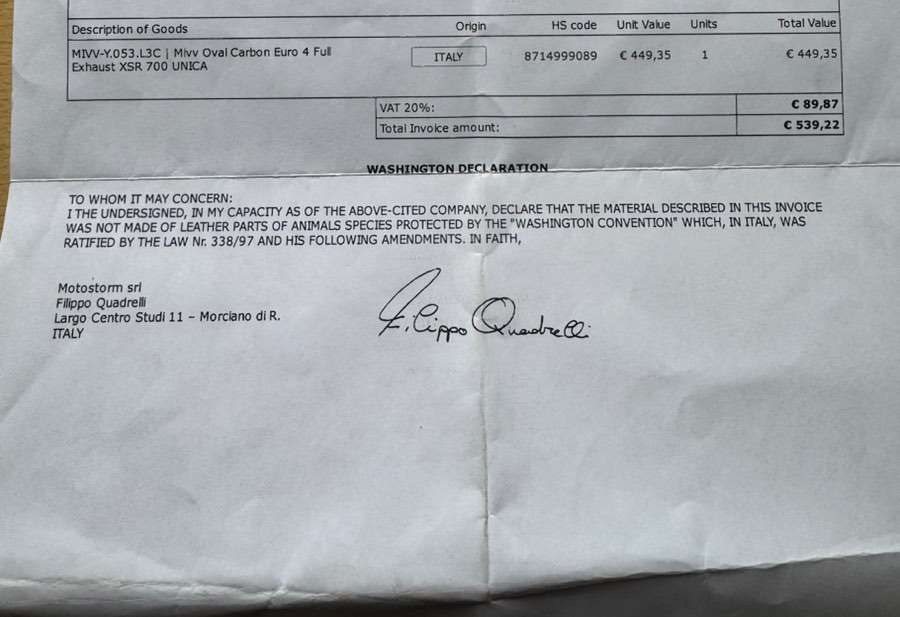 Description of Goods Origin HS code Unit Value Units Total Value
MIVV-Y.053.L3C | Mivv Oval Carbon Euro 4 Full Exhaust XSR 700 UNICA ITALY 8714999089 € 449,35 1 € 449,35
VAT 20%: € 89,87
Total Invoice amount: € 539,22
WASHINGTON DECLARATION
TO WHOM IT MAY CONCERN:
I THE UNDERSIGNED, IN MY CAPACITY AS OF THE ABOVE-CITED COMPANY, DECLARE THAT THE MATERIAL DESCRIBED IN THIS INVOICE
WAS NOT MADE OF LEATHER PARTS OF ANIMALS SPECIES PROTECTED BY THE "WASHINGTON CONVENTION" WHICH, IN ITALY, WAS
RATIFIED BY THE LAW Nr. 338/97 AND HIS FOLLOWING AMENDMENTS. IN FAITH,
Motostorm srl
Filippo Quadrelli
Largo Centro Studi 11 – Morciano di R.
ITALY
Filippo Quadrelli